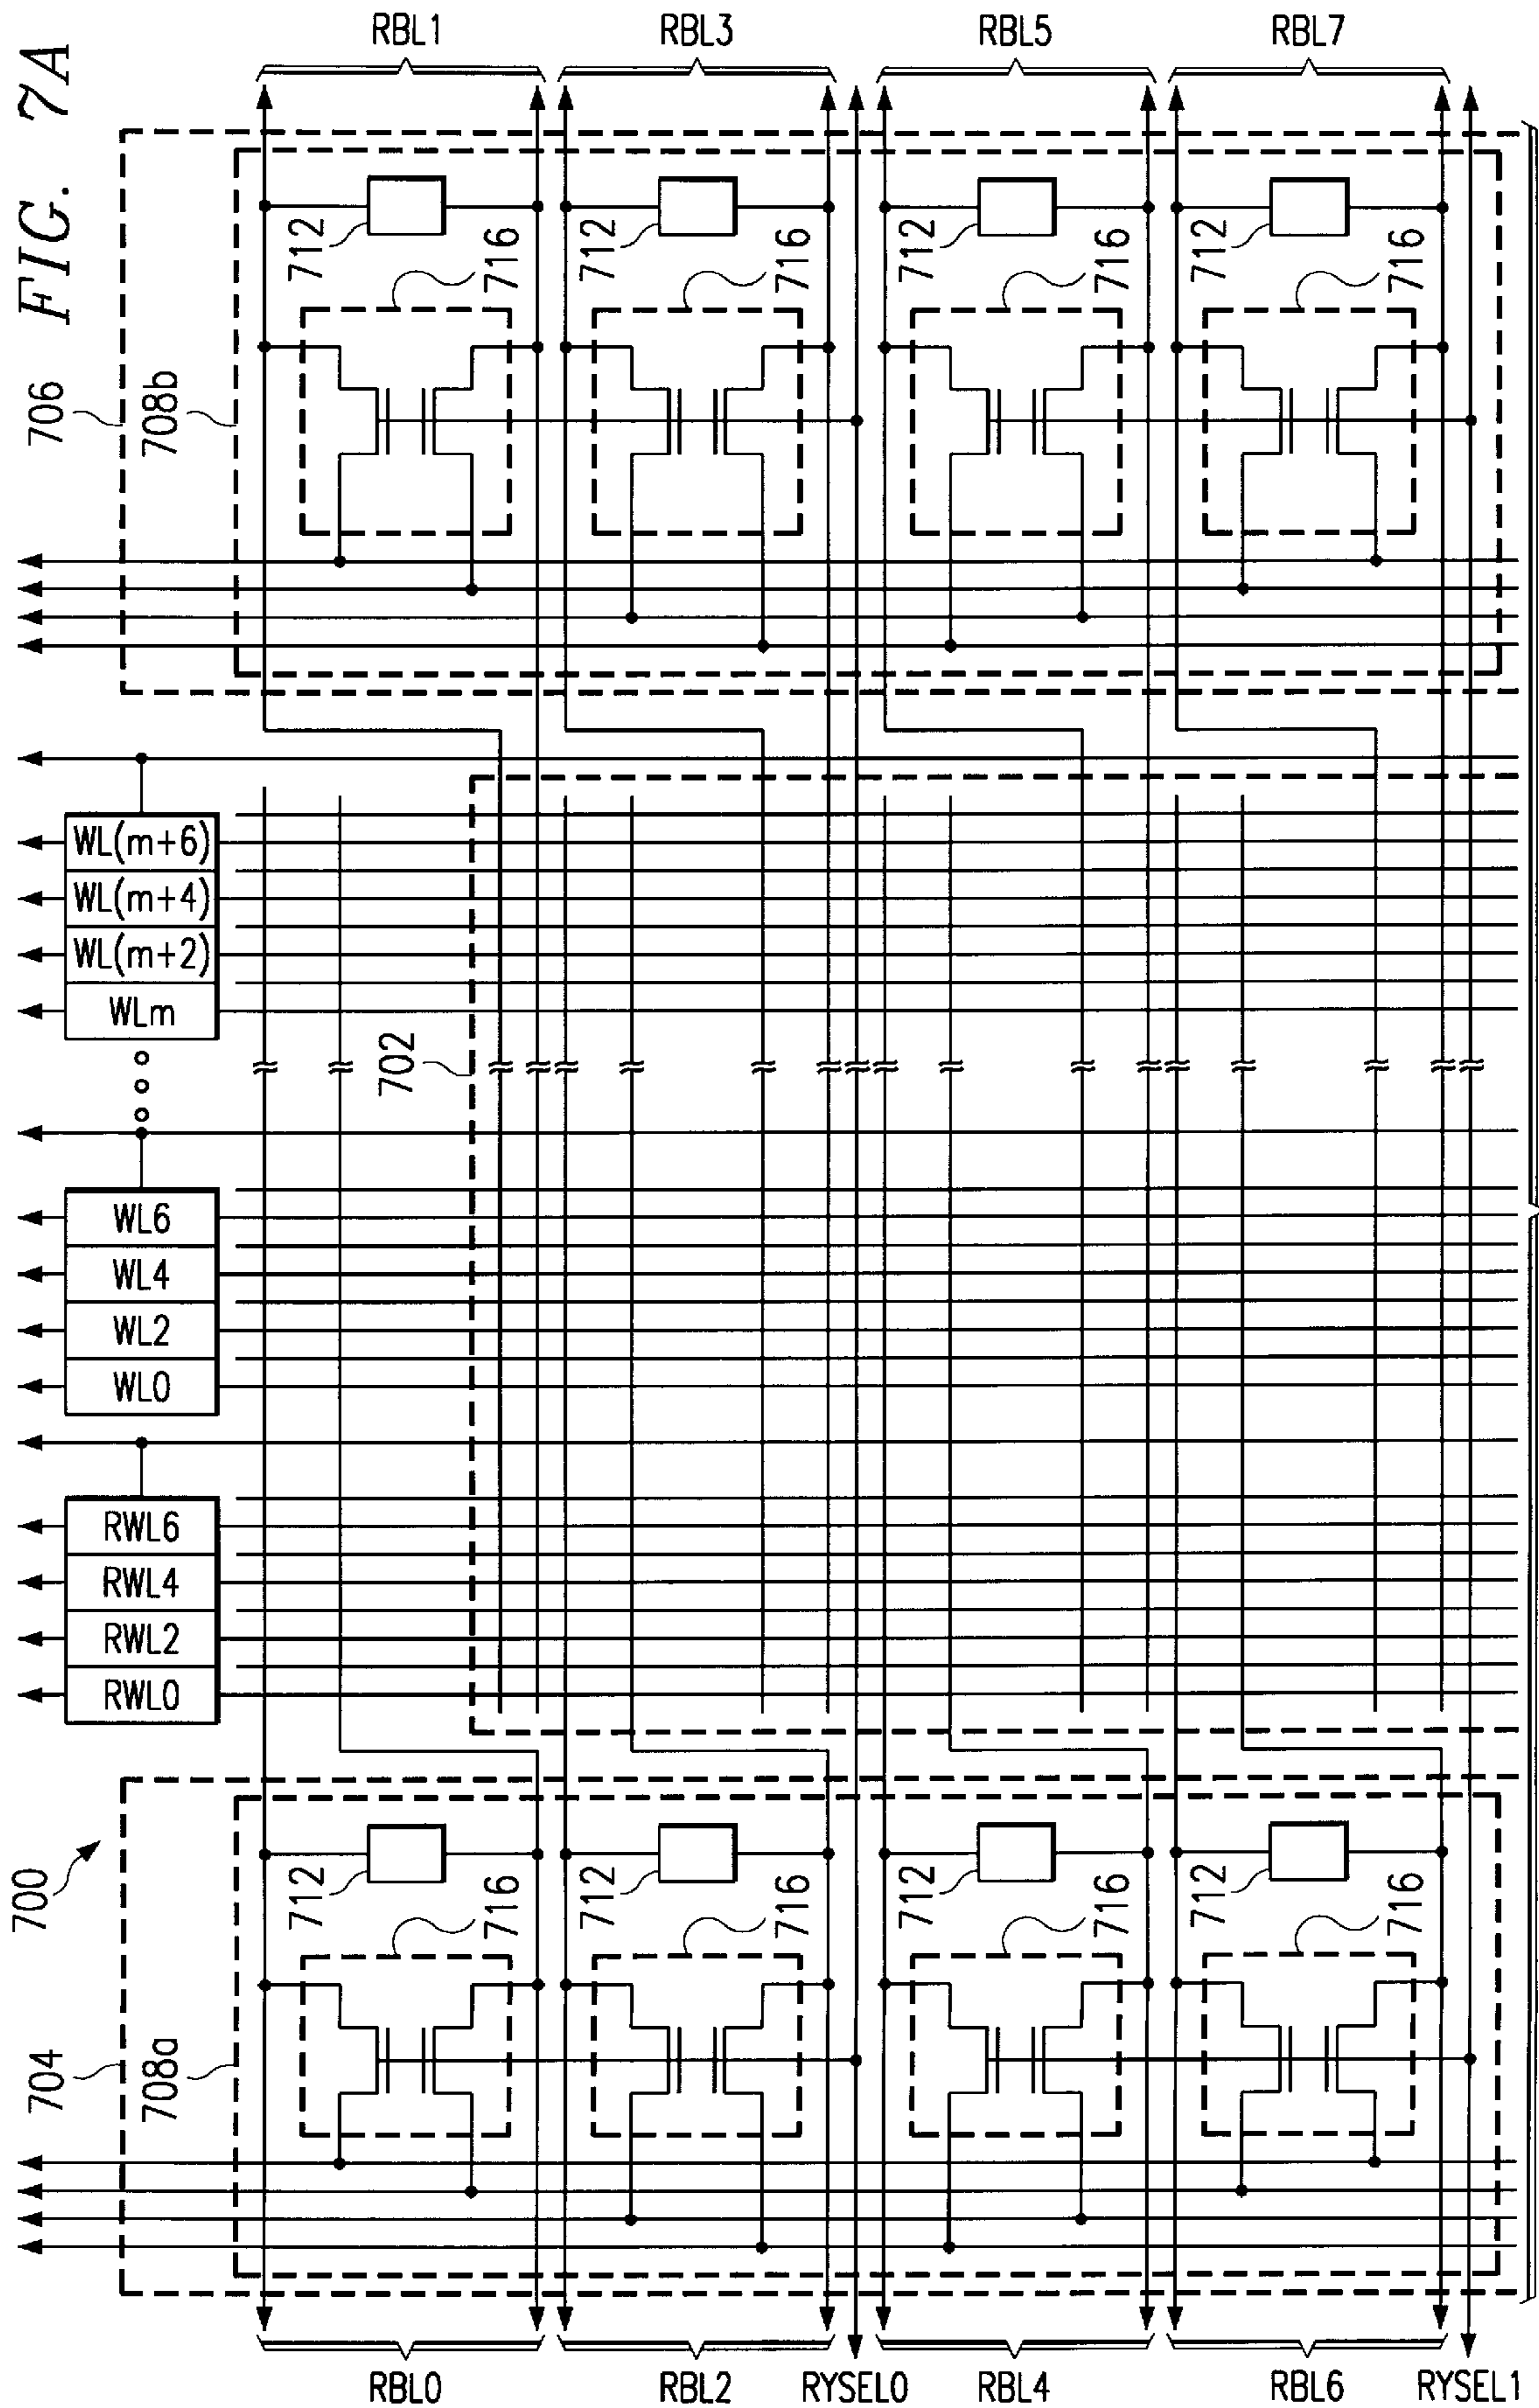 FIG. 7A
RBL1
RBL3
RBL5
RBL7
706
708b
712
716
712
716
712
716
712
716
WL(m+6)
WL(m+4)
WL(m+2)
WLm
702
WL6
WL4
WL2
WL0
RWL6
RWL4
RWL2
RWL0
700
704
708a
712
716
712
716
712
716
712
716
RBL0
RBL2
RYSEL0
RBL4
RBL6
RYSEL1